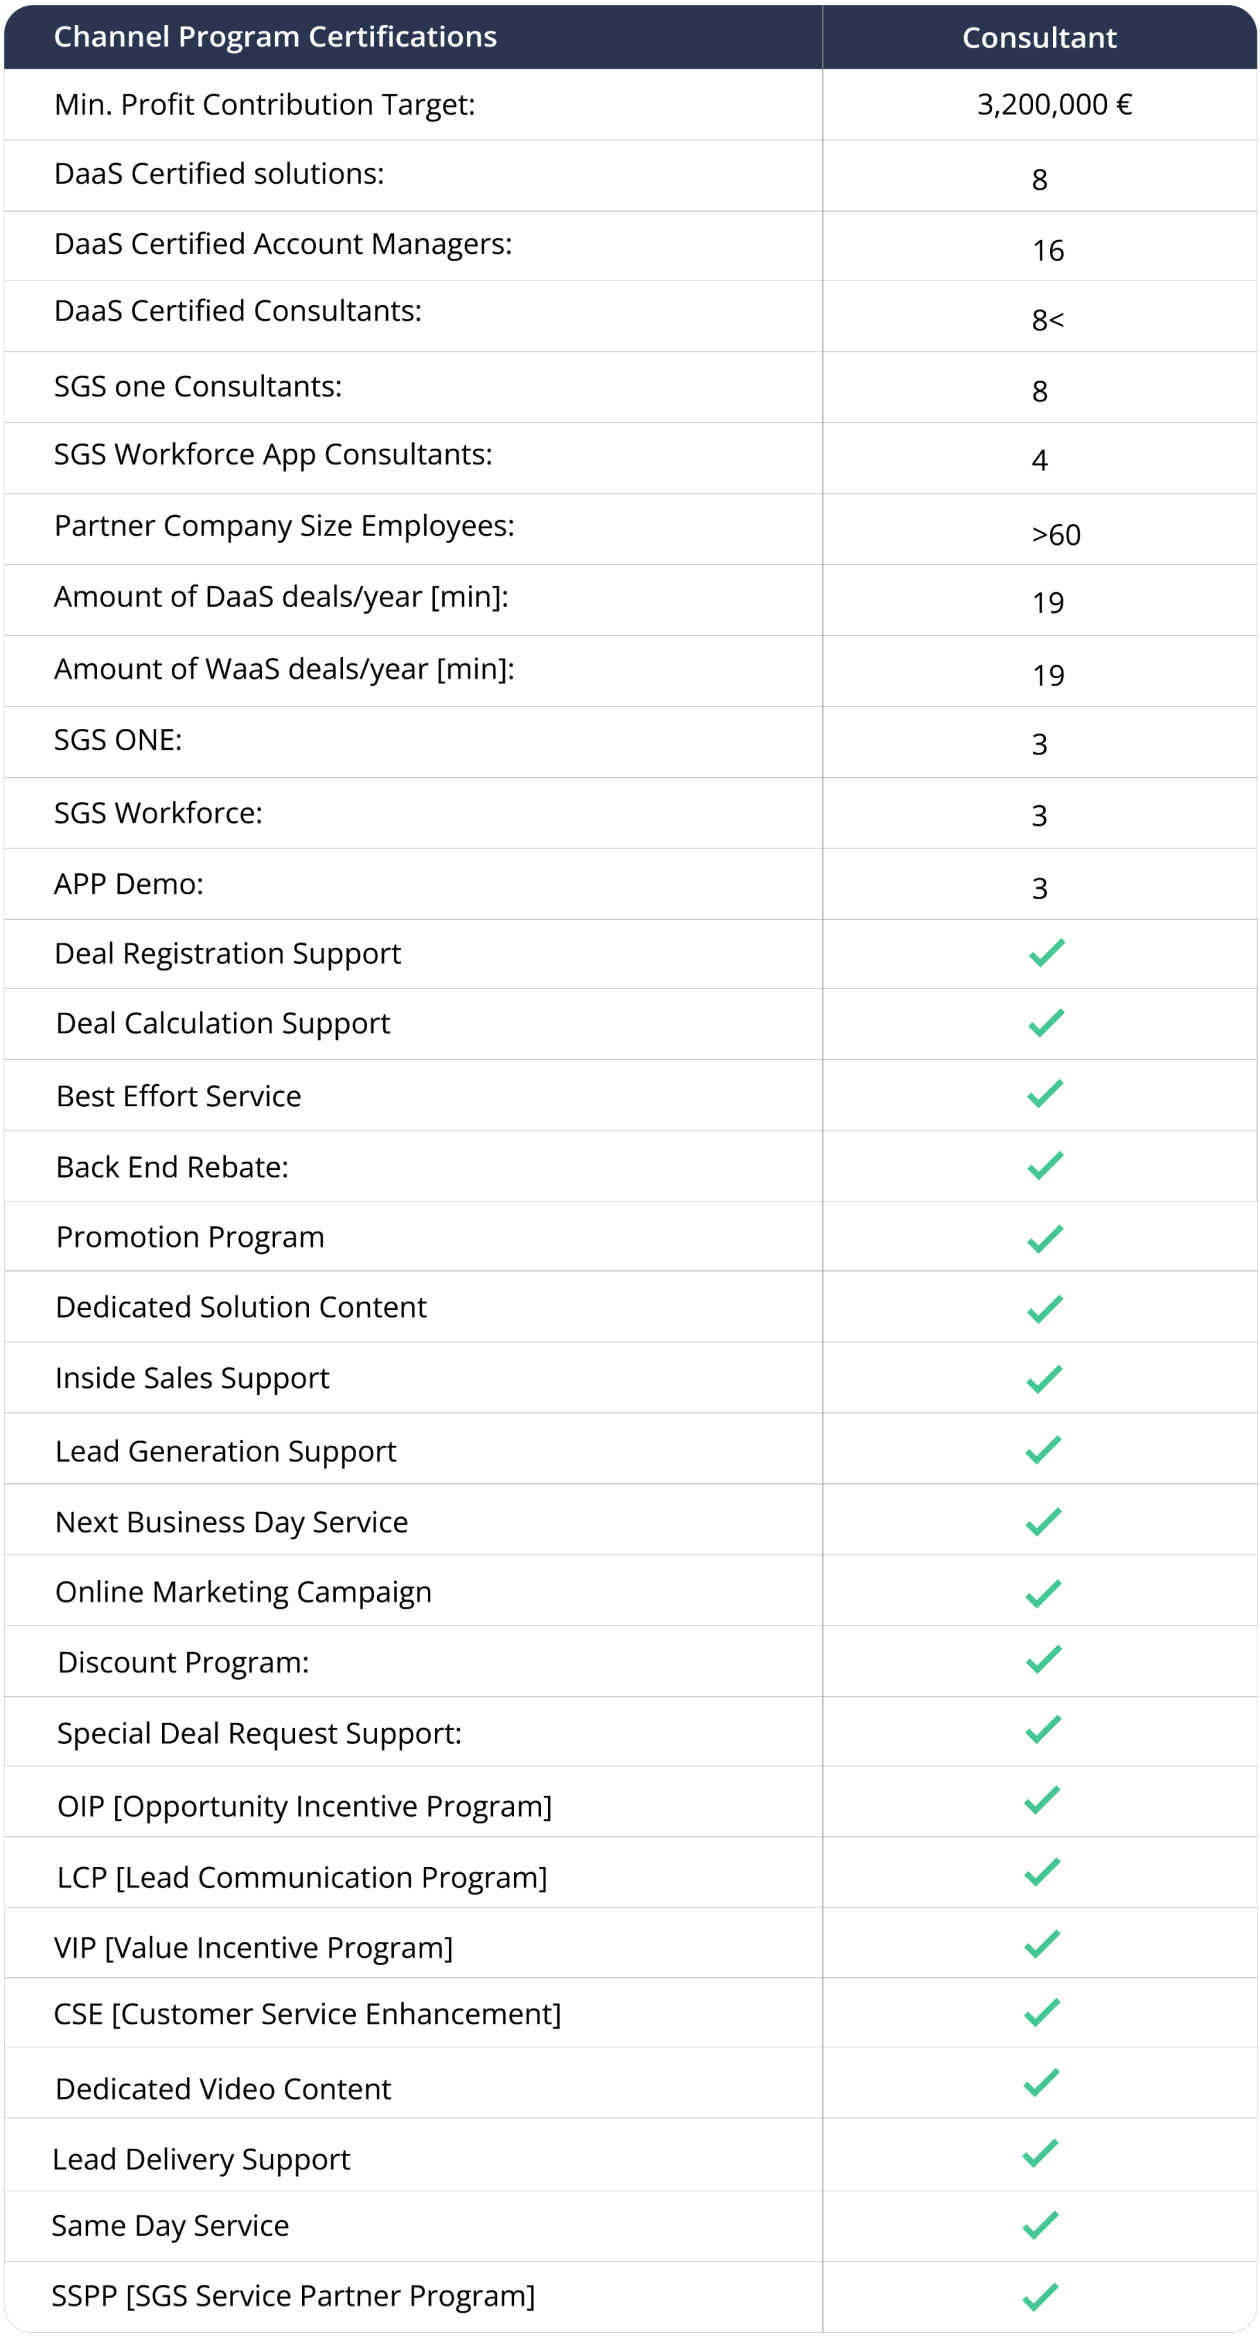 Channel Program Certifications Consultant
Min. Profit Contribution Target: 3,200,000 €
DaaS Certified solutions: 8
DaaS Certified Account Managers: 16
DaaS Certified Consultants: 8<
SGS one Consultants: 8
SGS Workforce App Consultants: 4
Partner Company Size Employees: >60
Amount of DaaS deals/year [min]: 19
Amount of WaaS deals/year [min]: 19
SGS ONE: 3
SGS Workforce: 3
APP Demo: 3
Deal Registration Support
Deal Calculation Support
Best Effort Service
Back End Rebate:
Promotion Program
Dedicated Solution Content
Inside Sales Support
Lead Generation Support
Next Business Day Service
Online Marketing Campaign
Discount Program:
Special Deal Request Support:
OIP [Opportunity Incentive Program]
LCP [Lead Communication Program]
VIP [Value Incentive Program]
CSE [Customer Service Enhancement]
Dedicated Video Content
Lead Delivery Support
Same Day Service
SSPP [SGS Service Partner Program]